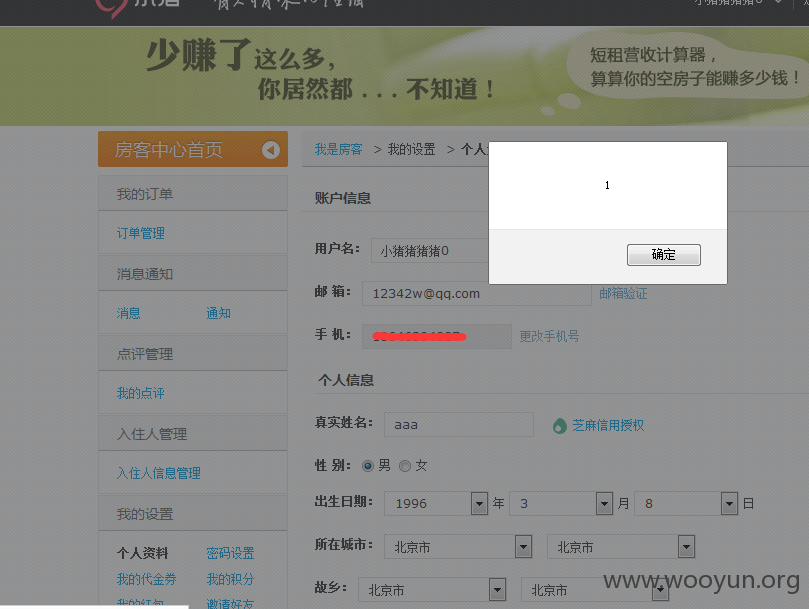 小猪猪猪猪0
少赚了这么多，
你居然都...不知道！
短租营收计算器，
算算你的空房子能赚多少钱！
房客中心首页
我的订单
订单管理
消息通知
消息 通知
点评管理
我的点评
入住人管理
入住人信息管理
我的设置
个人资料 密码设置
我的代金券 我的积分
我的红包 邀请好友
我是房客 > 我的设置 > 个人
1
确定
账户信息
用户名： 小猪猪猪猪0
邮 箱： 12342w@qq.com 邮箱验证
手 机： 更改手机号
个人信息
真实姓名： aaa 芝麻信用授权
性 别： 男 女
出生日期： 1996 年 3 月 8 日
所在城市： 北京市 北京市
故乡： 北京市 北京市
www.wooyun.org